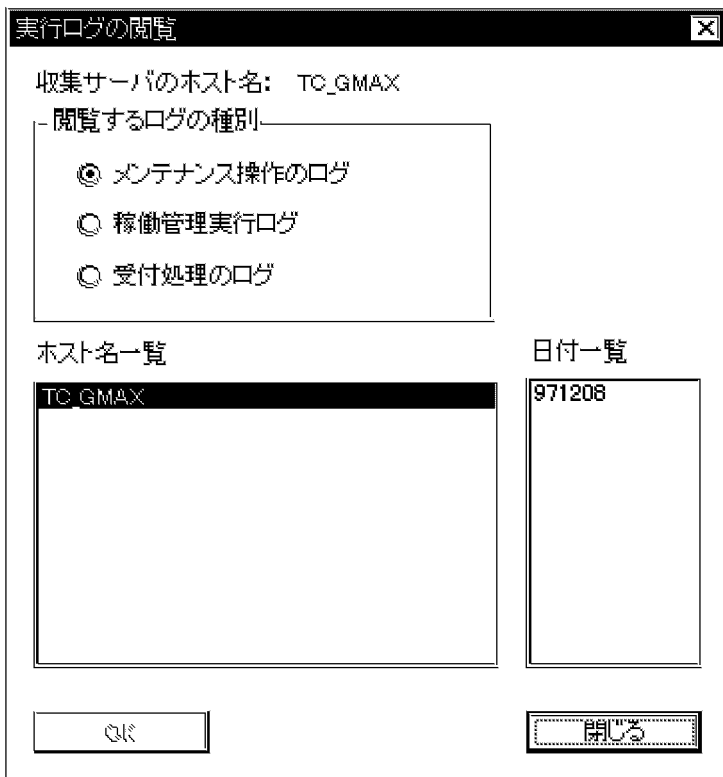 実行ログの閲覧
収集サーバのホスト名: TC_GMAX
閲覧するログの種別
メンテナンス操作のログ
稼働管理実行ログ
受付処理のログ
ホスト名一覧
日付一覧
TC_GMAX
971208
OK
閉じる